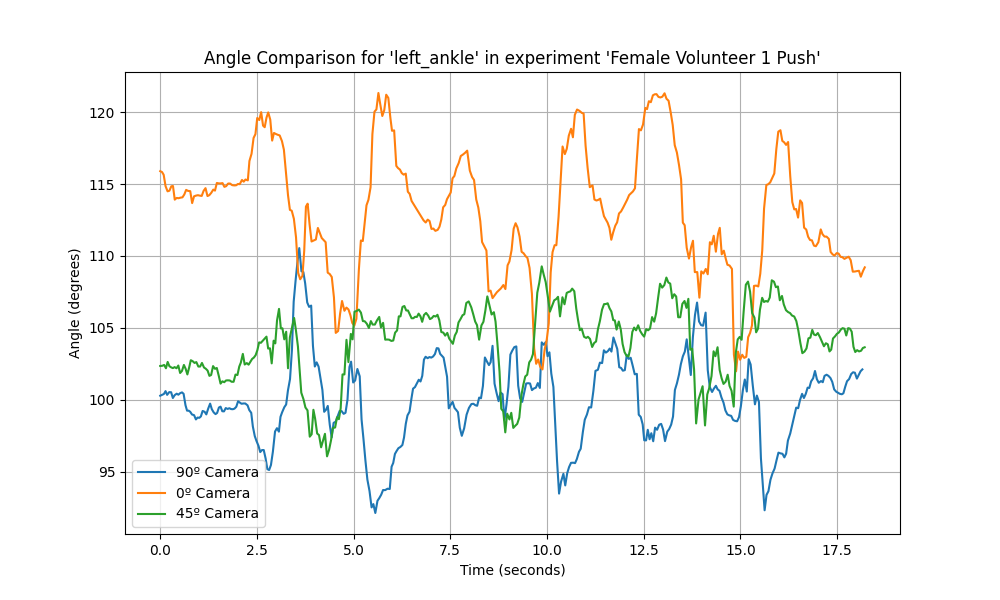 Angle Comparison for 'left_ankle' in experiment 'Female Volunteer 1 Push'
Angle (degrees)
120
115
110
105
100
95
90º Camera
0º Camera
45º Camera
0.0 2.5 5.0 7.5 10.0 12.5 15.0 17.5
Time (seconds)